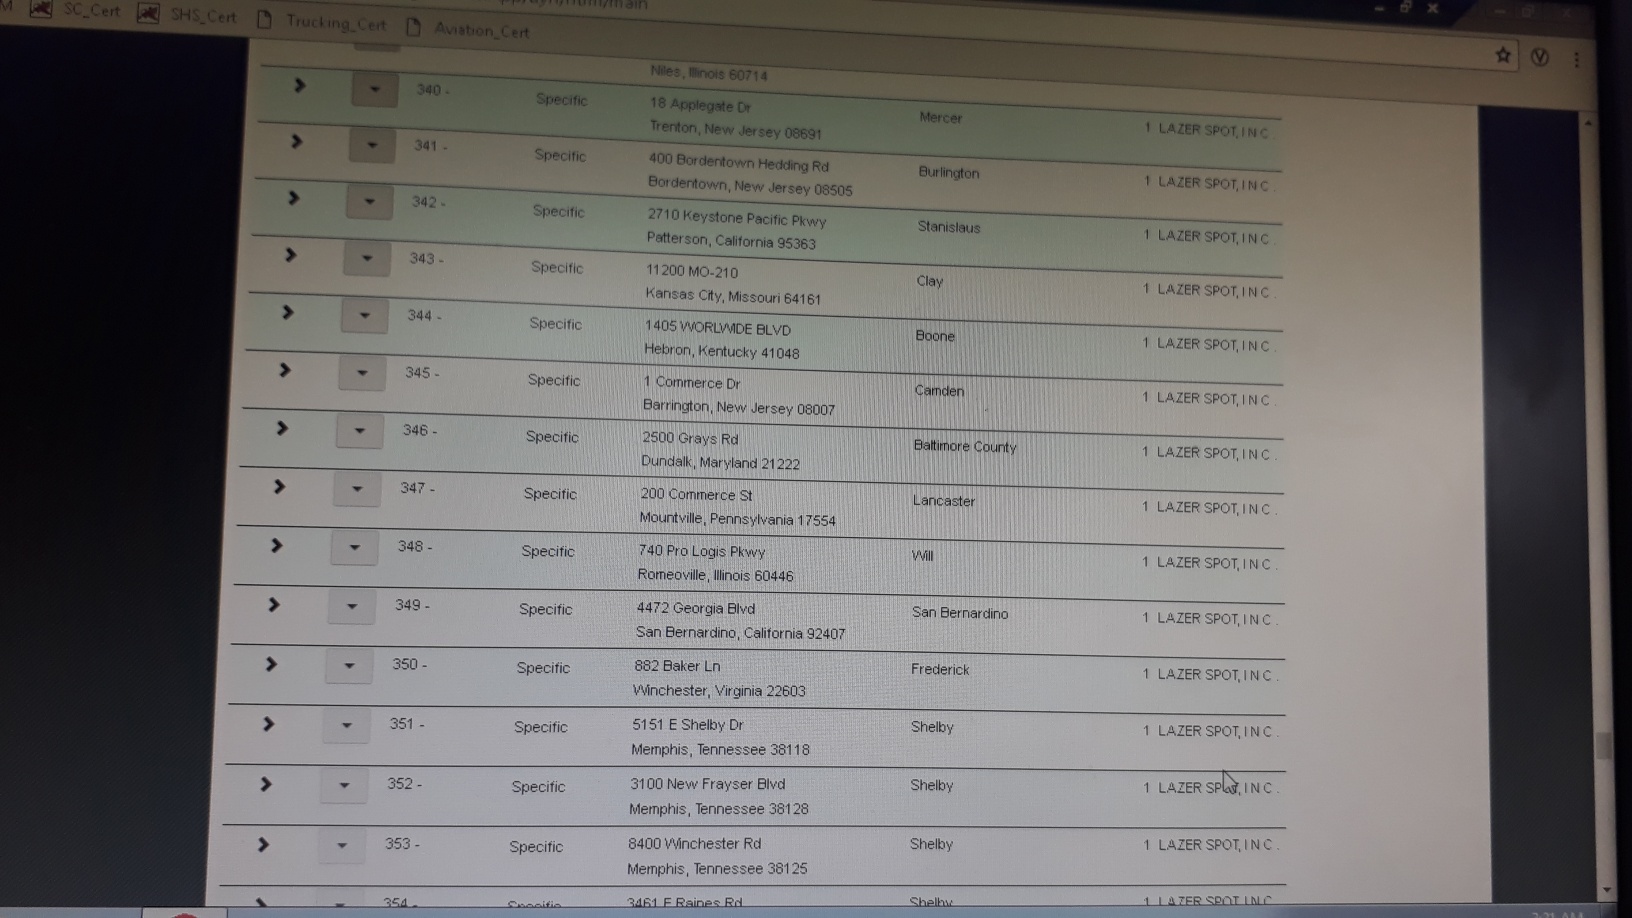 SC_Cert SHS_Cert Trucking_Cert Aviation_Cert
Niles, Illinois 60714
340 - Specific 18 Applegate Dr Mercer 1 LAZER SPOT, INC
Trenton, New Jersey 08691
341 - Specific 400 Bordentown Hedding Rd Burlington 1 LAZER SPOT, INC.
Bordentown, New Jersey 08505
342 - Specific 2710 Keystone Pacific Pkwy Stanislaus 1 LAZER SPOT, INC.
Patterson, California 95363
343 - Specific 11200 MO-210 Clay 1 LAZER SPOT, INC.
Kansas City, Missouri 64161
344 - Specific 1405 WORLWIDE BLVD Boone 1 LAZER SPOT, INC.
Hebron, Kentucky 41048
345 - Specific 1 Commerce Dr Camden 1 LAZER SPOT, INC.
Barrington, New Jersey 08007
346 - Specific 2500 Grays Rd Baltimore County 1 LAZER SPOT, INC.
Dundalk, Maryland 21222
347 - Specific 200 Commerce St Lancaster 1 LAZER SPOT, INC.
Mountville, Pennsylvania 17554
348 - Specific 740 Pro Logis Pkwy Will 1 LAZER SPOT, INC.
Romeoville, Illinois 60446
349 - Specific 4472 Georgia Blvd San Bernardino 1 LAZER SPOT, INC.
San Bernardino, California 92407
350 - Specific 882 Baker Ln Frederick 1 LAZER SPOT, INC.
Winchester, Virginia 22603
351 - Specific 5151 E Shelby Dr Shelby 1 LAZER SPOT, INC.
Memphis, Tennessee 38118
352 - Specific 3100 New Frayser Blvd Shelby 1 LAZER SPOT, INC.
Memphis, Tennessee 38128
353 - Specific 8400 Winchester Rd Shelby 1 LAZER SPOT, INC.
Memphis, Tennessee 38125
354 - Specific 3461 E Raines Rd Shelby 1 LAZER SPOT, INC